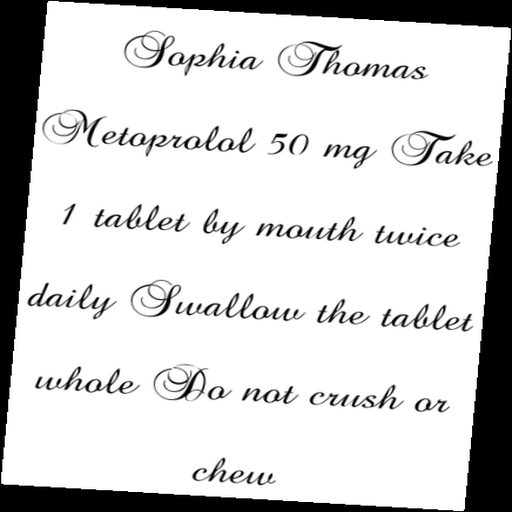 Sophia Thomas
Metoprolol 50 mg Take
1 tablet by mouth twice
daily Swallow the tablet
whole Do not crush or
chew